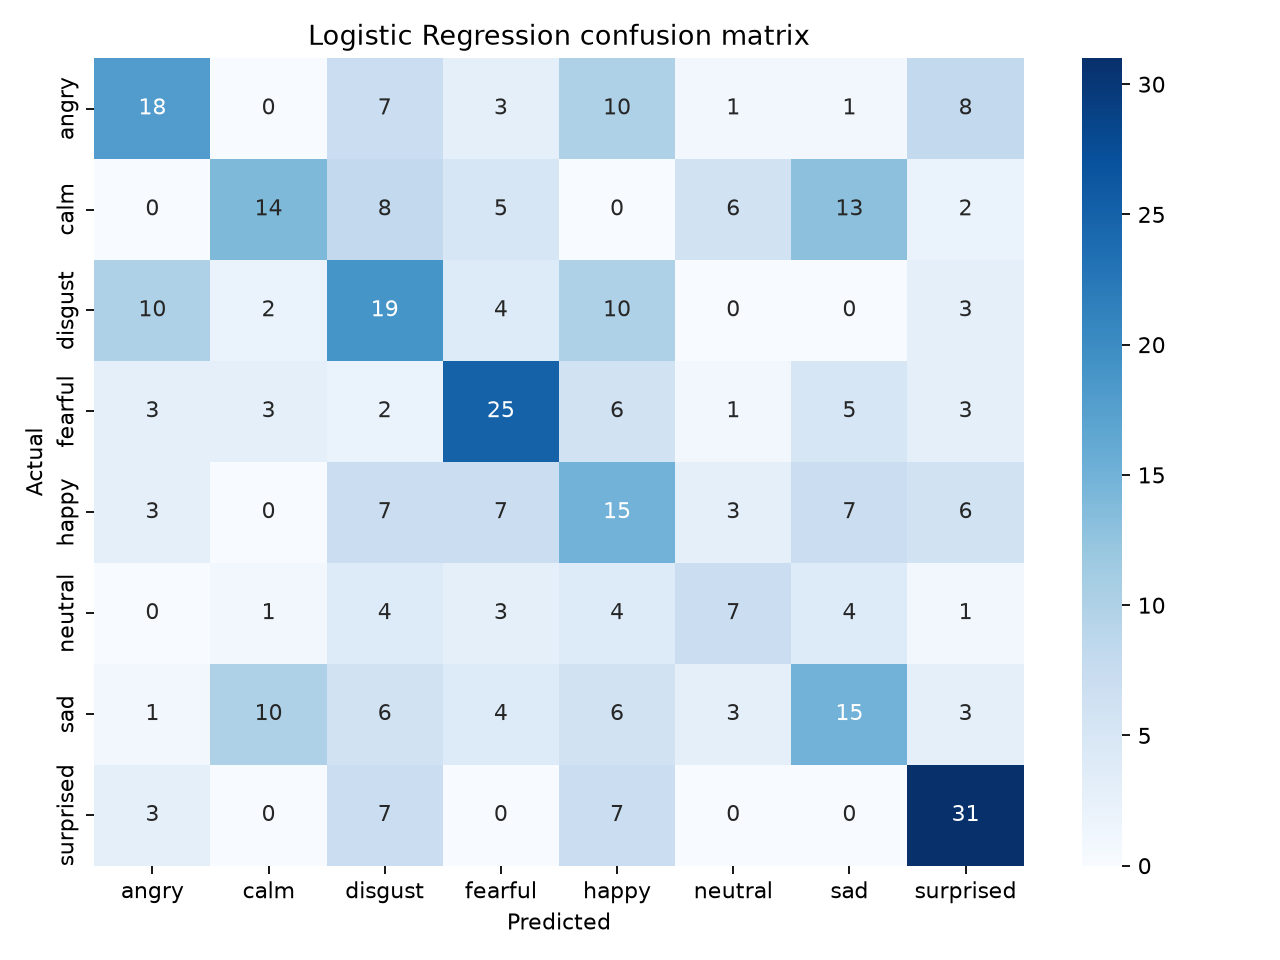 Logistic Regression confusion matrix
angry 18 0 7 3 10 1 1 8
calm 0 14 8 5 0 6 13 2
disgust 10 2 19 4 10 0 0 3
fearful 3 3 2 25 6 1 5 3
happy 3 0 7 7 15 3 7 6
neutral 0 1 4 3 4 7 4 1
sad 1 10 6 4 6 3 15 3
surprised 3 0 7 0 7 0 0 31
Actual
angry calm disgust fearful happy neutral sad surprised
Predicted
30
25
20
15
10
5
0